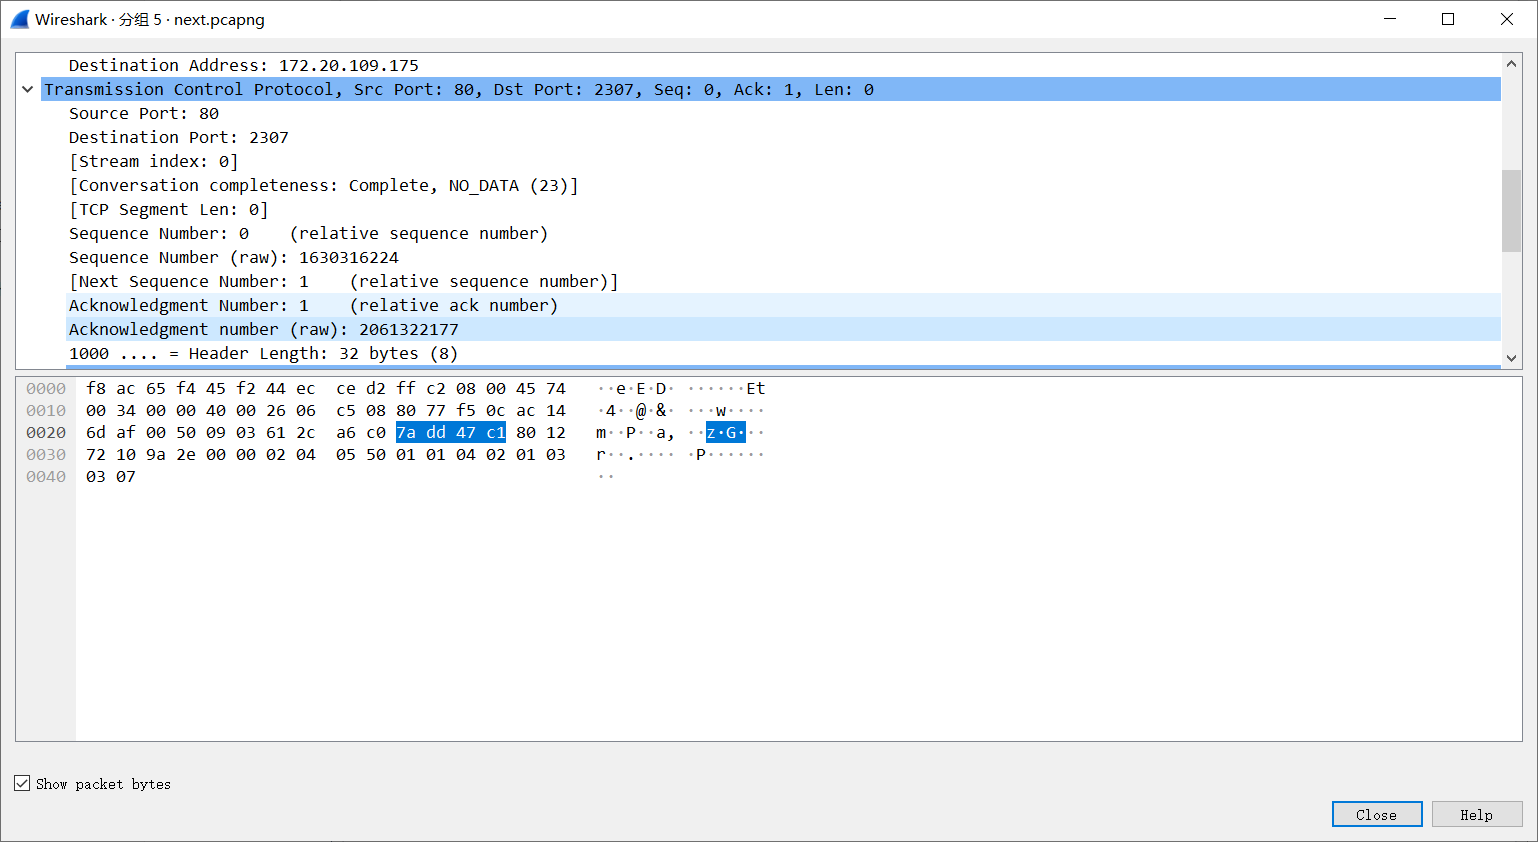 Wireshark · 分组 5 · next.pcapng
Destination Address: 172.20.109.175
Transmission Control Protocol, Src Port: 80, Dst Port: 2307, Seq: 0, Ack: 1, Len: 0
Source Port: 80
Destination Port: 2307
[Stream index: 0]
[Conversation completeness: Complete, NO_DATA (23)]
[TCP Segment Len: 0]
Sequence Number: 0    (relative sequence number)
Sequence Number (raw): 1630316224
[Next Sequence Number: 1    (relative sequence number)]
Acknowledgment Number: 1    (relative ack number)
Acknowledgment number (raw): 2061322177
1000 .... = Header Length: 32 bytes (8)
0000 f8 ac 65 f4 45 f2 44 ec ce d2 ff c2 08 00 45 74 ··e·E·D· ······Et
0010 00 34 00 00 40 00 26 06 c5 08 80 77 f5 0c ac 14 ·4··@·&· ···w····
0020 6d af 00 50 09 03 61 2c a6 c0 7a dd 47 c1 80 12 m··P··a, ··z·G···
0030 72 10 9a 2e 00 00 02 04 05 50 01 01 04 02 01 03 r··.···· ·P······
0040 03 07 ··
Show packet bytes
Close Help